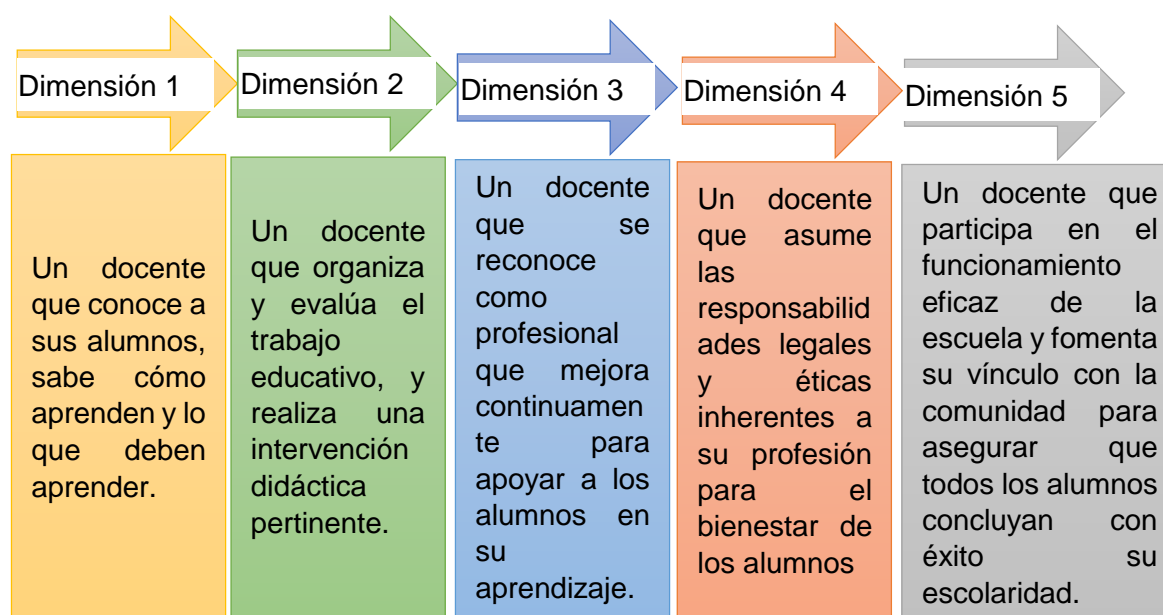 Dimensión 1
Un docente
que conoce a
sus alumnos,
sabe cómo
aprenden y lo
que deben
aprender.
Dimensión 2
Un docente
que organiza
y evalúa el
trabajo
educativo, y
realiza una
intervención
didáctica
pertinente.
Dimensión 3
Un docente
que se
reconoce
como
profesional
que mejora
continuamen
te para
apoyar a los
alumnos en
su
aprendizaje.
Dimensión 4
Un docente
que asume
las
responsabilid
ades legales
y éticas
inherentes a
su profesión
para el
bienestar de
los alumnos
Dimensión 5
Un docente que
participa en el
funcionamiento
eficaz de la
escuela y fomenta
su vínculo con la
comunidad para
asegurar que
todos los alumnos
concluyan con
éxito su
escolaridad.